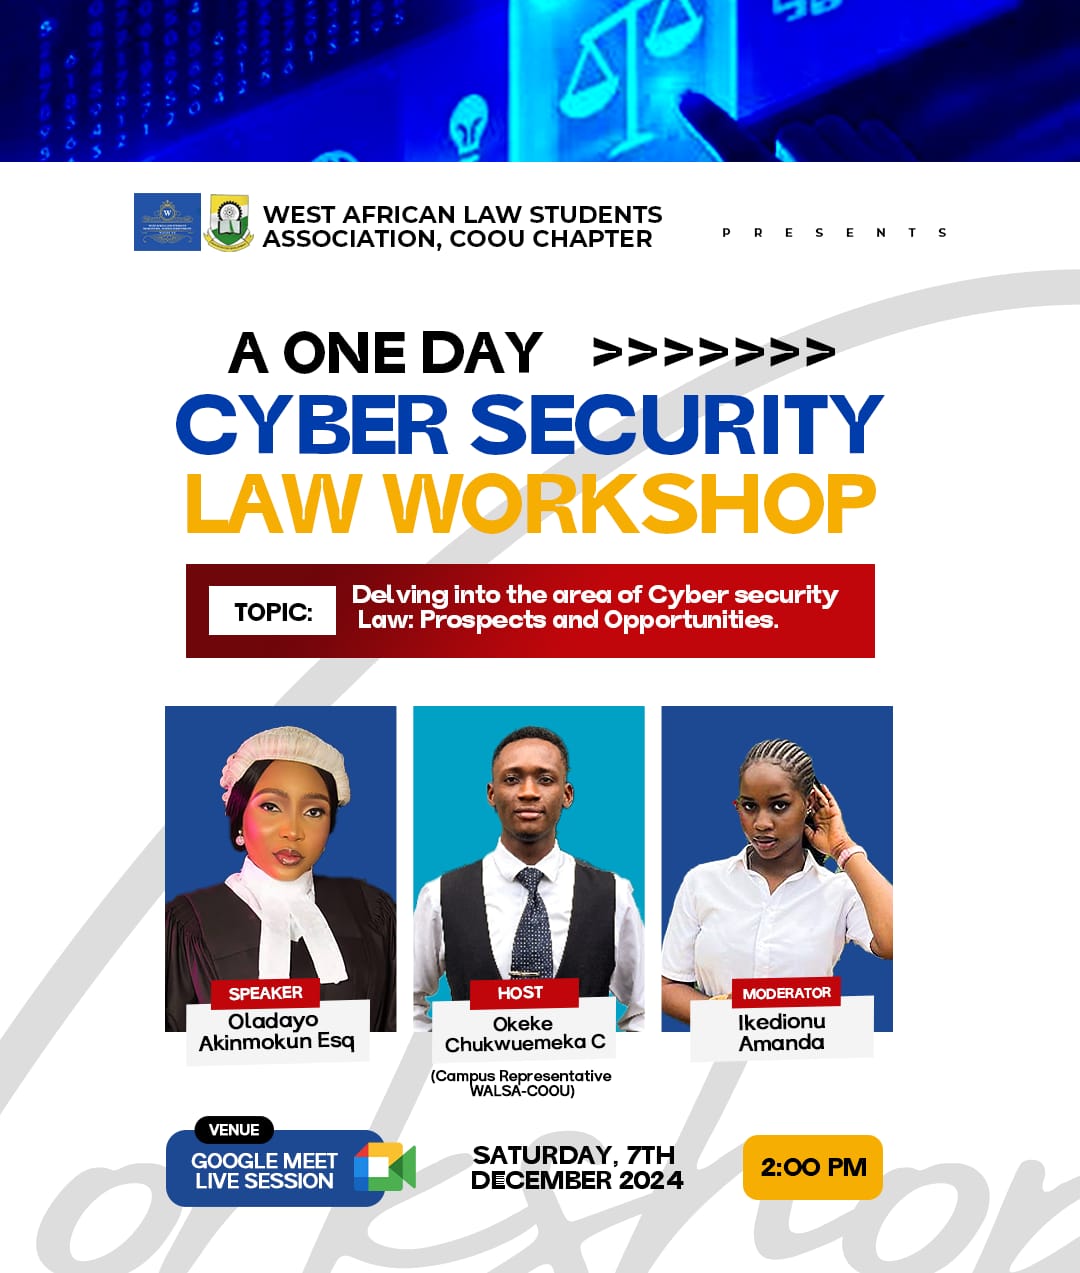 WEST AFRICAN LAW STUDENTS
ASSOCIATION, COOU CHAPTER
PRESENTS
A ONE DAY >>>>>>>
CYBER SECURITY
LAW WORKSHOP
TOPIC:
Delving into the area of Cyber security
Law: Prospects and Opportunities.
SPEAKER
Oladayo
Akinmokun Esq
HOST
Okeke
Chukwuemeka C
(Campus Representative
WALSA-COOU)
MODERATOR
Ikedionu
Amanda
VENUE
GOOGLE MEET
LIVE SESSION
SATURDAY, 7TH
DECEMBER 2024
2:00 PM